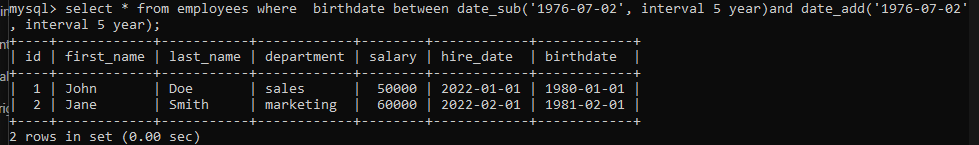 mysql> select * from employees where  birthdate between date_sub('1976-07-02', interval 5 year)and date_add('1976-07-02'
, interval 5 year);
+----+------------+-----------+------------+--------+------------+------------+
| id | first_name | last_name | department | salary | hire_date | birthdate |
+----+------------+-----------+------------+--------+------------+------------+
| 1 | John | Doe | sales | 50000 | 2022-01-01 | 1980-01-01 |
| 2 | Jane | Smith | marketing | 60000 | 2022-02-01 | 1981-02-01 |
+----+------------+-----------+------------+--------+------------+------------+
2 rows in set (0.00 sec)